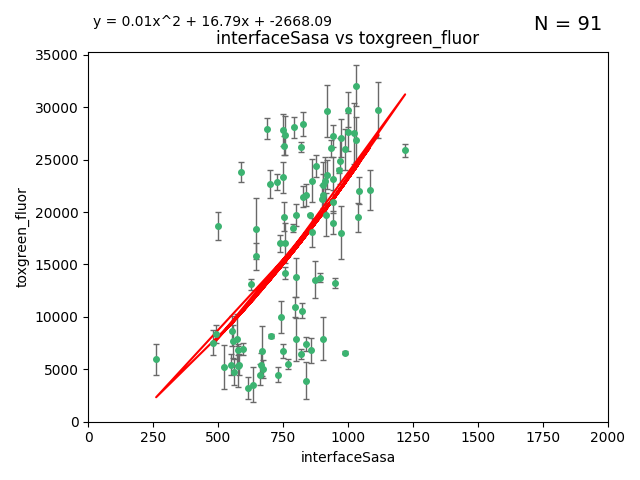 y = 0.01x^2 + 16.79x + -2668.09
N = 91
interfaceSasa vs toxgreen_fluor
35000
30000
25000
20000
15000
10000
5000
0
toxgreen_fluor
0 250 500 750 1000 1250 1500 1750 2000
interfaceSasa